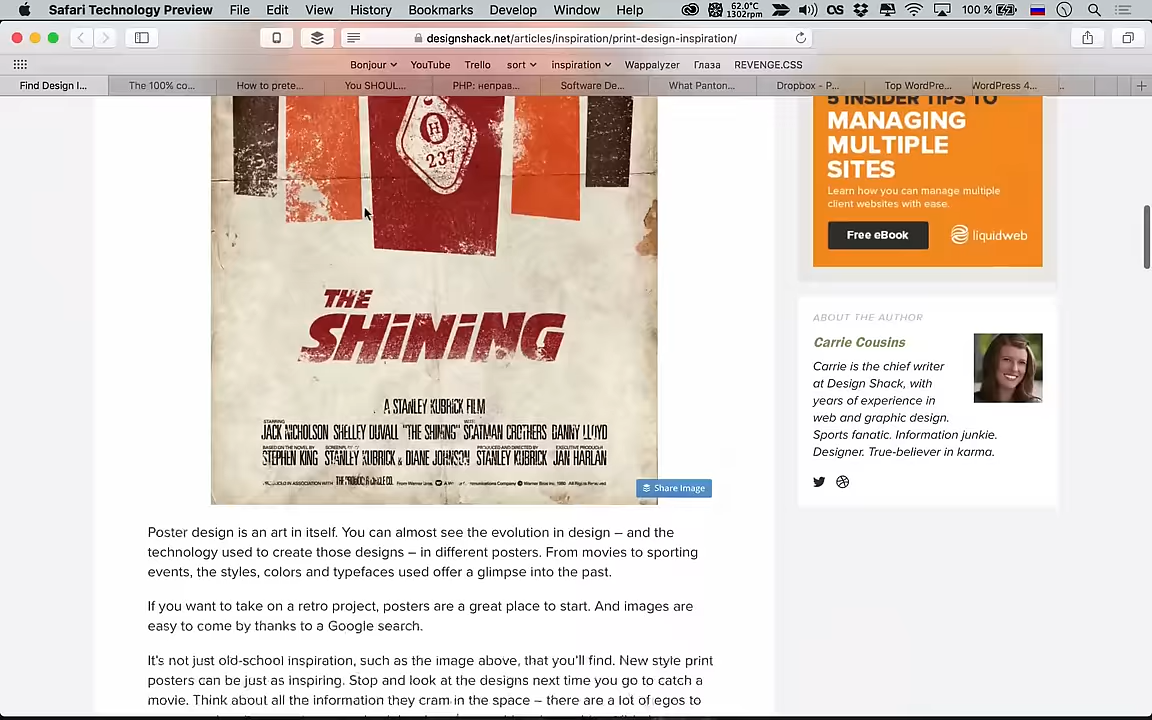 Safari Technology Preview File Edit View History Bookmarks Develop Window Help
62.0°C
1302rpm
100 %
designshack.net/articles/inspiration/print-design-inspiration/
Bonjour YouTube Trello sort inspiration Wappalyzer Глаза REVENGE.CSS
Find Design I... The 100% co... How to prete... You SHOUL... PHP: неправ... Software De... What Panton... Dropbox - P... Top WordPre... WordPress 4...
H
237
THE
SHiNiNG
A STANLEY KUBRICK FILM
STARRING
WITH
JACK NICHOLSON SHELLEY DUVALL "THE SHINING" SCATMAN CROTHERS DANNY LLOYD
BASED ON THE NOVEL BY
PRODUCED AND DIRECTED BY
STEPHEN KING STANLEY KUBRICK & DIANE JOHNSON STANLEY KUBRICK JAN HARLAN
Share Image
Poster design is an art in itself. You can almost see the evolution in design – and the
technology used to create those designs – in different posters. From movies to sporting
events, the styles, colors and typefaces used offer a glimpse into the past.
If you want to take on a retro project, posters are a great place to start. And images are
easy to come by thanks to a Google search.
It's not just old-school inspiration, such as the image above, that you'll find. New style print
posters can be just as inspiring. Stop and look at the designs next time you go to catch a
movie. Think about all the information they cram in the space – there are a lot of egos to
5 INSIDER TIPS TO
MANAGING
MULTIPLE
SITES
Learn how you can manage multiple
client websites with ease.
Free eBook
liquidweb
ABOUT THE AUTHOR
Carrie Cousins
Carrie is the chief writer
at Design Shack, with
years of experience in
web and graphic design.
Sports fanatic. Information junkie.
Designer. True-believer in karma.